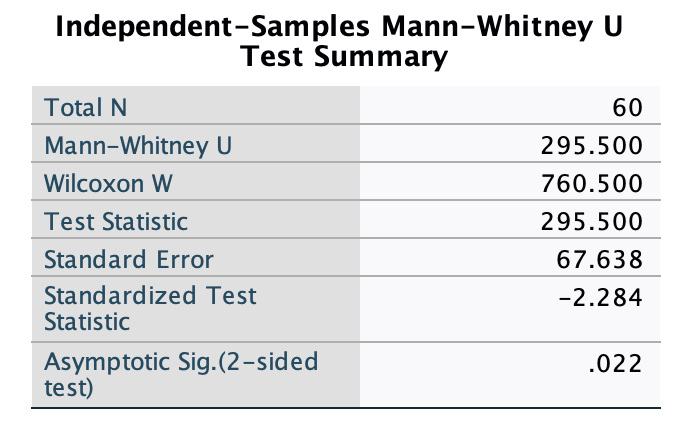 Independent-Samples Mann-Whitney U
Test Summary
Total N 60
Mann-Whitney U 295.500
Wilcoxon W 760.500
Test Statistic 295.500
Standard Error 67.638
Standardized Test -2.284
Statistic
Asymptotic Sig.(2-sided .022
test)